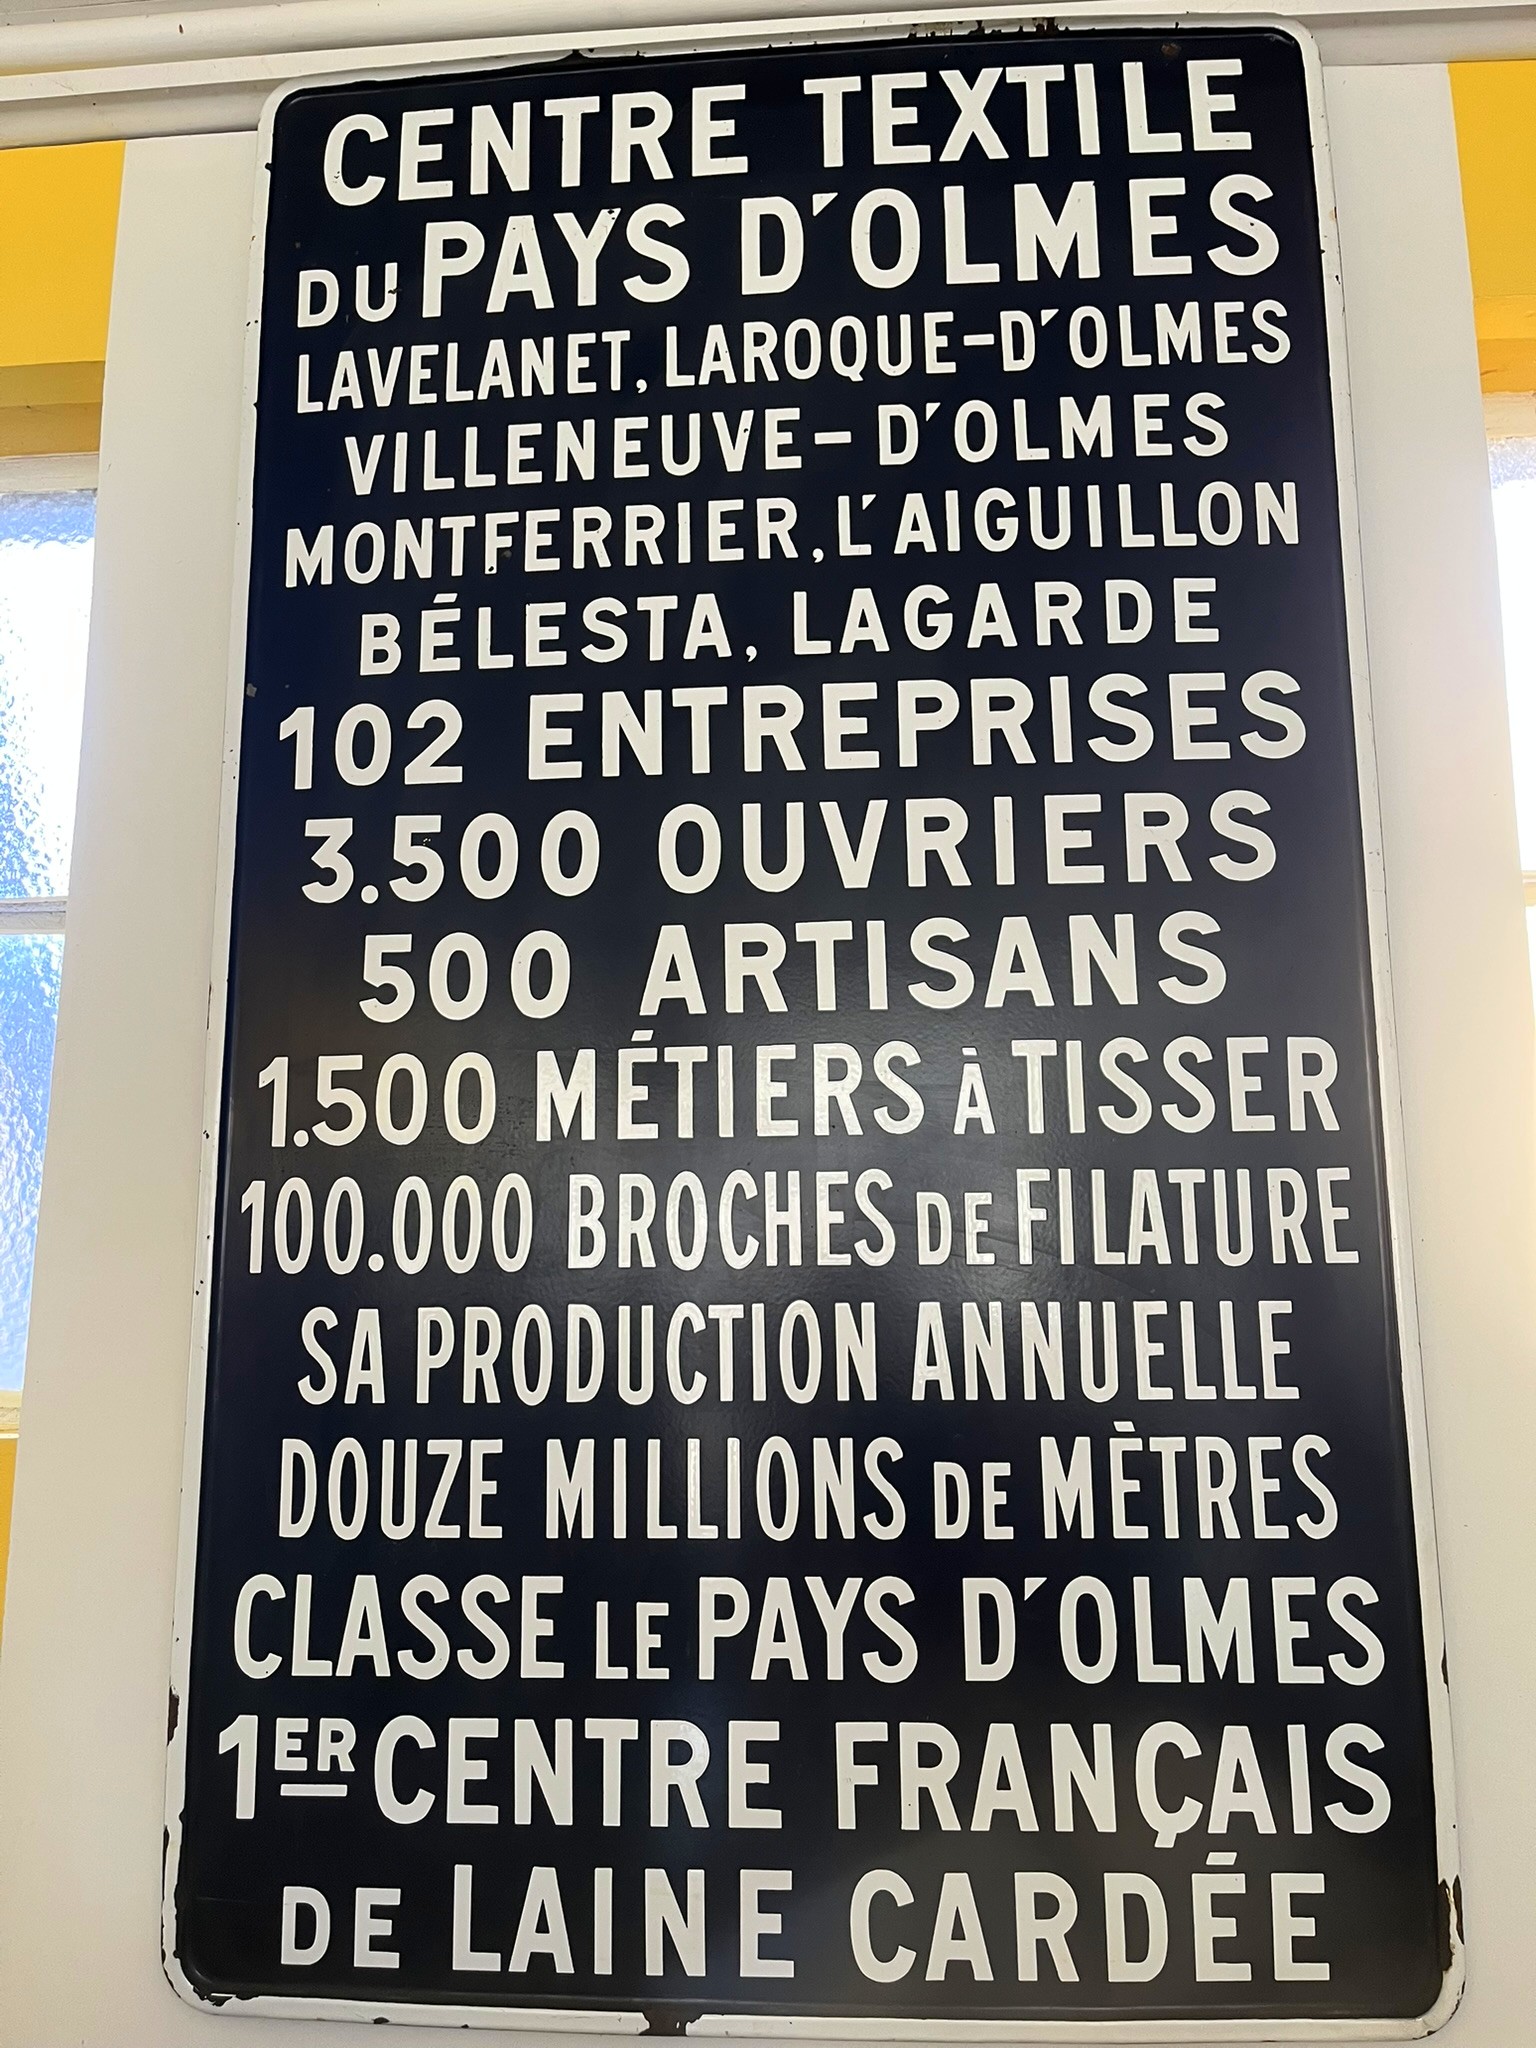 CENTRE TEXTILE
DU PAYS D'OLMES
LAVELANET, LAROQUE-D'OLMES
VILLENEUVE-D'OLMES
MONTFERRIER, L'AIGUILLON
BÉLESTA, LAGARDE
102 ENTREPRISES
3.500 OUVRIERS
500 ARTISANS
1.500 MÉTIERS À TISSER
100.000 BROCHES DE FILATURE
SA PRODUCTION ANNUELLE
DOUZE MILLIONS DE MÈTRES
CLASSE LE PAYS D'OLMES
1ER CENTRE FRANÇAIS
DE LAINE CARDÉE